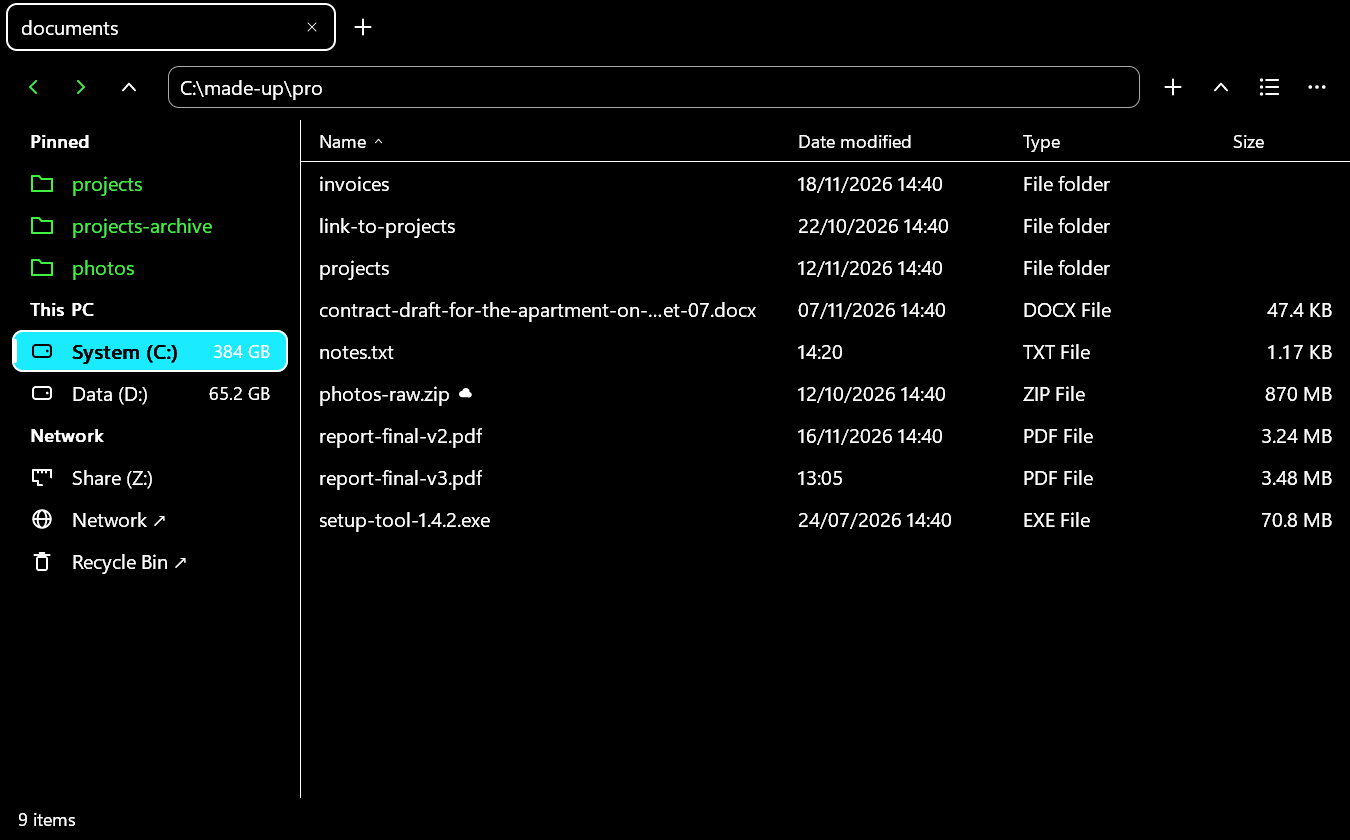 documents
C:\made-up\pro
Pinned
projects
projects-archive
photos
This PC
System (C:) 384 GB
Data (D:) 65.2 GB
Network
Share (Z:)
Network ↗
Recycle Bin ↗
Name Date modified Type Size
invoices 18/11/2026 14:40 File folder
link-to-projects 22/10/2026 14:40 File folder
projects 12/11/2026 14:40 File folder
contract-draft-for-the-apartment-on-...et-07.docx 07/11/2026 14:40 DOCX File 47.4 KB
notes.txt 14:20 TXT File 1.17 KB
photos-raw.zip 12/10/2026 14:40 ZIP File 870 MB
report-final-v2.pdf 16/11/2026 14:40 PDF File 3.24 MB
report-final-v3.pdf 13:05 PDF File 3.48 MB
setup-tool-1.4.2.exe 24/07/2026 14:40 EXE File 70.8 MB
9 items